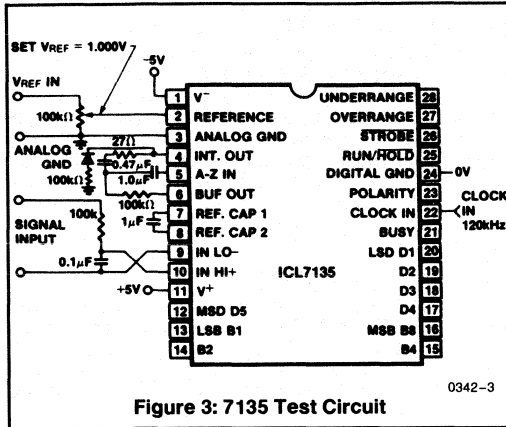 SET VREF = 1.000V
-5V
VREF IN
100kΩ
ANALOG
GND
27Ω
0.47μF
1.0μF
100kΩ
100kΩ
100k
1μF
SIGNAL
INPUT
0.1μF
+5V
1 V−
2 REFERENCE
3 ANALOG GND
4 INT. OUT
5 A-Z IN
6 BUF OUT
7 REF. CAP 1
8 REF. CAP 2
9 IN LO−
10 IN HI+
11 V+
12 MSD D5
13 LSB B1
14 B2
ICL7135
UNDERRANGE 28
OVERRANGE 27
STROBE 26
RUN/HOLD 25
DIGITAL GND 24
POLARITY 23
CLOCK IN 22
BUSY 21
LSD D1 20
D2 19
D3 18
D4 17
MSB B8 16
B4 15
0V
CLOCK
IN
120kHz
0342-3
Figure 3: 7135 Test Circuit